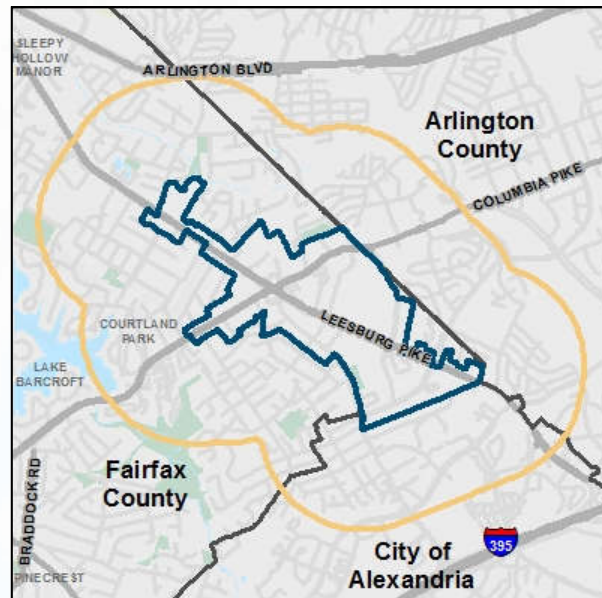 SLEEPY
HOLLOW
MANOR
ARLINGTON BLVD
Arlington
County
COLUMBIA PIKE
COURTLAND
PARK
LEESBURG PIKE
LAKE
BARCROFT
Fairfax
County
BRADDOCK RD
395
City of
Alexandria
PINECREST